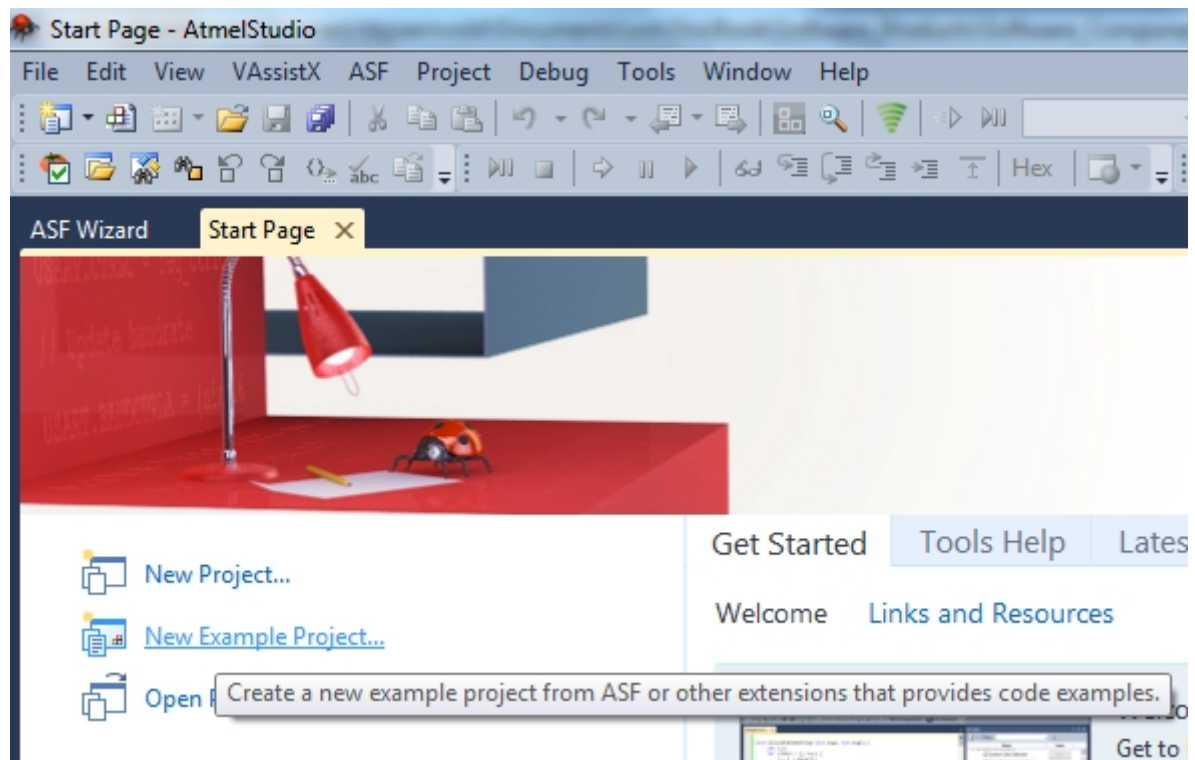 Start Page - AtmelStudio
File Edit View VAssistX ASF Project Debug Tools Window Help
Hex
ASF Wizard Start Page
// Update baudrate
New Project...
New Example Project...
Open
Create a new example project from ASF or other extensions that provides code examples.
Get Started Tools Help
Welcome Links and Resources
Get to